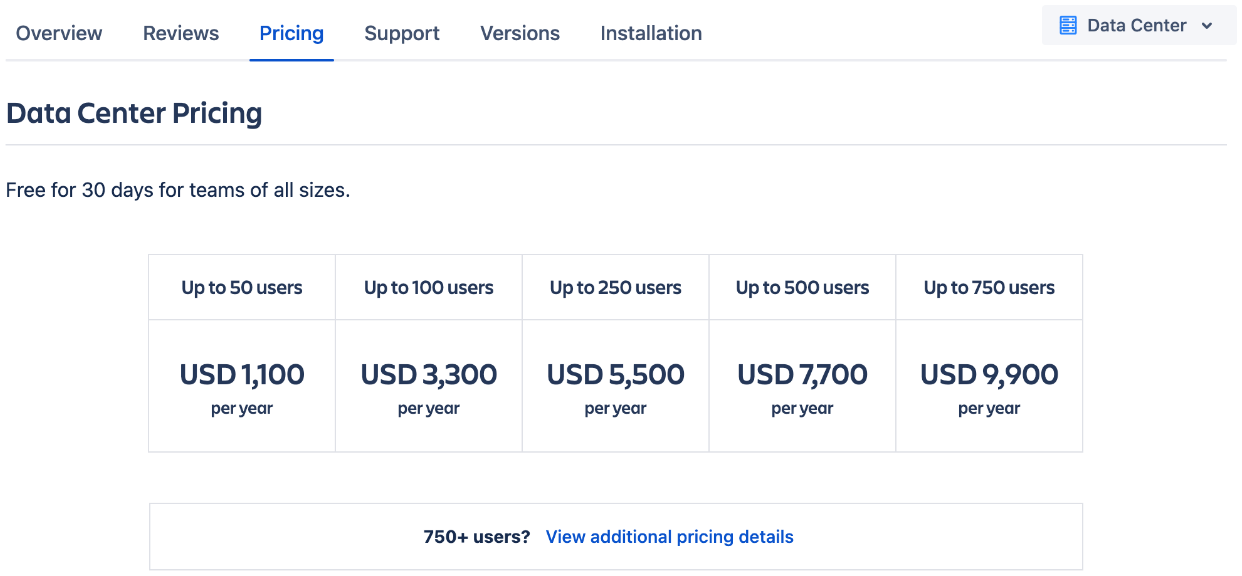 Overview Reviews Pricing Support Versions Installation Data Center
Data Center Pricing
Free for 30 days for teams of all sizes.
Up to 50 users Up to 100 users Up to 250 users Up to 500 users Up to 750 users
USD 1,100 USD 3,300 USD 5,500 USD 7,700 USD 9,900
per year per year per year per year per year
750+ users? View additional pricing details